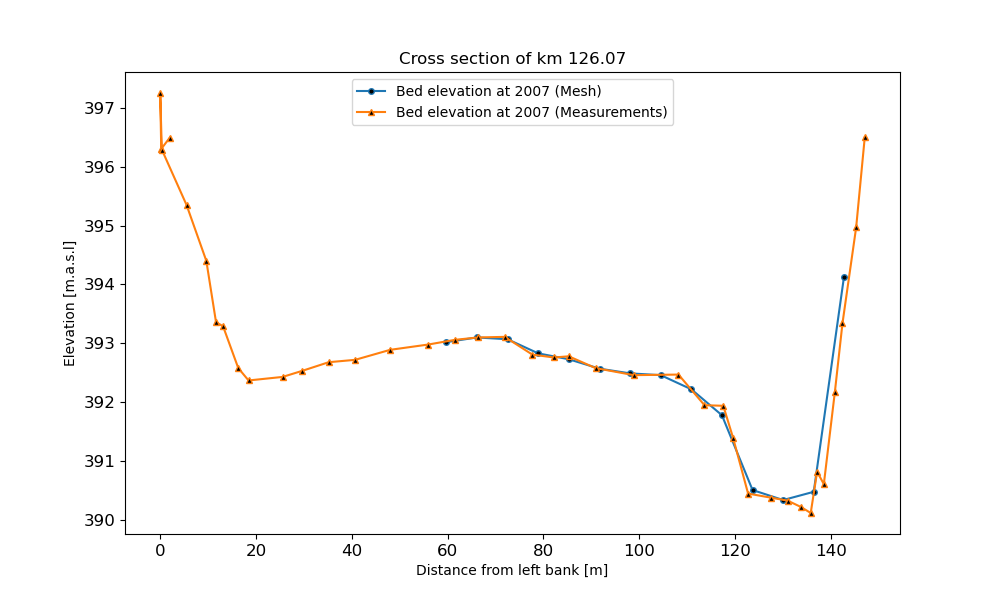 Cross section of km 126.07
Bed elevation at 2007 (Mesh)
Bed elevation at 2007 (Measurements)
Elevation [m.a.s.l]
397
396
395
394
393
392
391
390
0 20 40 60 80 100 120 140
Distance from left bank [m]